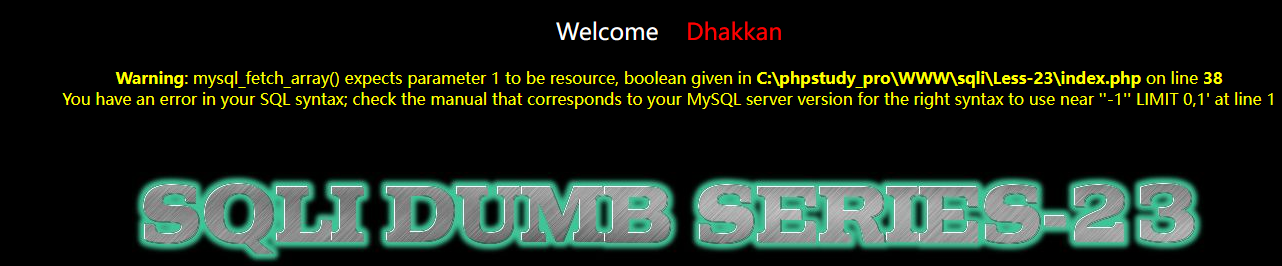 Welcome Dhakkan
Warning: mysql_fetch_array() expects parameter 1 to be resource, boolean given in C:\phpstudy_pro\WWW\sqli\Less-23\index.php on line 38
You have an error in your SQL syntax; check the manual that corresponds to your MySQL server version for the right syntax to use near ''-1'' LIMIT 0,1' at line 1
SQLI DUMB SERIES-23